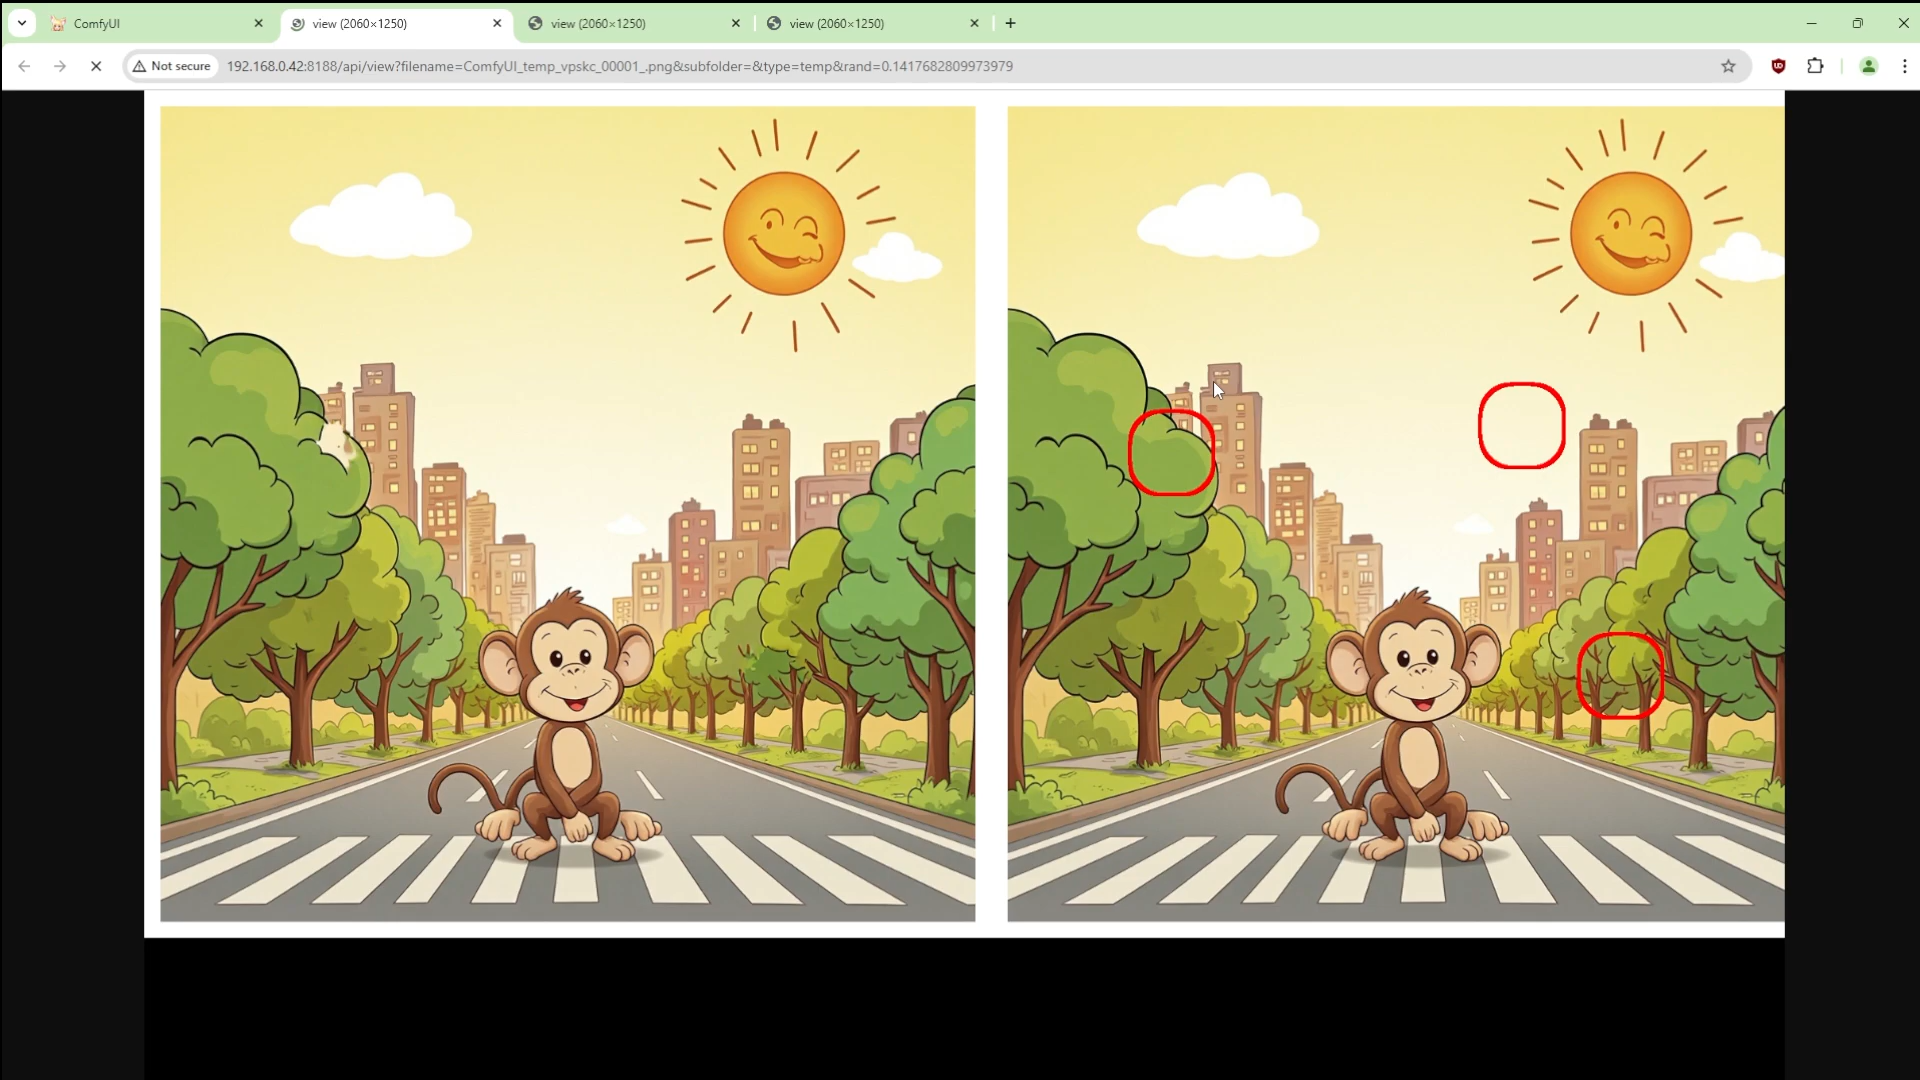 ComfyUI
view (2060×1250)
view (2060×1250)
view (2060×1250)
Not secure
192.168.0.42:8188/api/view?filename=ComfyUI_temp_vpskc_00001_.png&subfolder=&type=temp&rand=0.1417682809973979